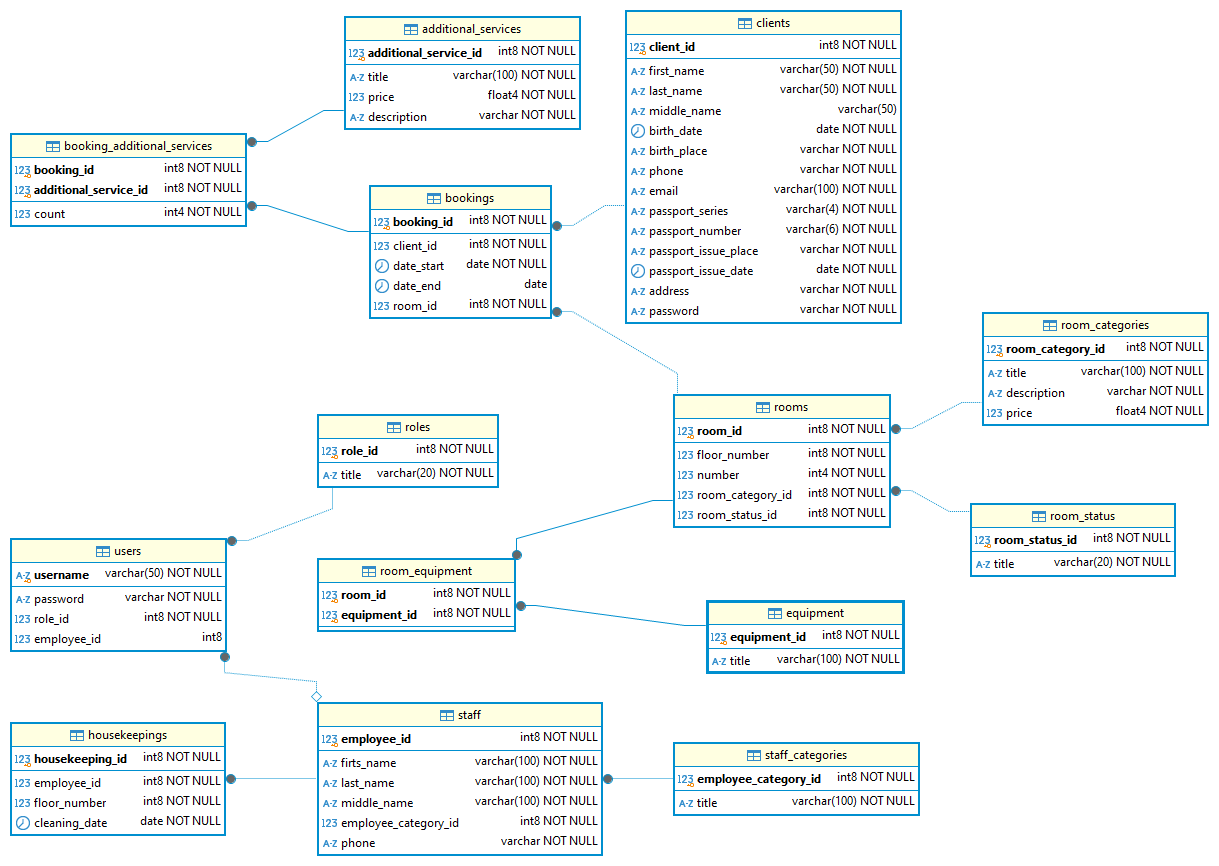 additional_services
123 additional_service_id int8 NOT NULL
A-Z title varchar(100) NOT NULL
123 price float4 NOT NULL
A-Z description varchar NOT NULL
clients
123 client_id int8 NOT NULL
A-Z first_name varchar(50) NOT NULL
A-Z last_name varchar(50) NOT NULL
A-Z middle_name varchar(50)
birth_date date NOT NULL
A-Z birth_place varchar NOT NULL
A-Z phone varchar NOT NULL
A-Z email varchar(100) NOT NULL
A-Z passport_series varchar(4) NOT NULL
A-Z passport_number varchar(6) NOT NULL
A-Z passport_issue_place varchar NOT NULL
passport_issue_date date NOT NULL
A-Z address varchar NOT NULL
A-Z password varchar NOT NULL
booking_additional_services
123 booking_id int8 NOT NULL
123 additional_service_id int8 NOT NULL
123 count int4 NOT NULL
bookings
123 booking_id int8 NOT NULL
123 client_id int8 NOT NULL
date_start date NOT NULL
date_end date
123 room_id int8 NOT NULL
room_categories
123 room_category_id int8 NOT NULL
A-Z title varchar(100) NOT NULL
A-Z description varchar NOT NULL
123 price float4 NOT NULL
rooms
123 room_id int8 NOT NULL
123 floor_number int8 NOT NULL
123 number int4 NOT NULL
123 room_category_id int8 NOT NULL
123 room_status_id int8 NOT NULL
roles
123 role_id int8 NOT NULL
A-Z title varchar(20) NOT NULL
room_status
123 room_status_id int8 NOT NULL
A-Z title varchar(20) NOT NULL
users
A-Z username varchar(50) NOT NULL
A-Z password varchar NOT NULL
123 role_id int8 NOT NULL
123 employee_id int8
room_equipment
123 room_id int8 NOT NULL
123 equipment_id int8 NOT NULL
equipment
123 equipment_id int8 NOT NULL
A-Z title varchar(100) NOT NULL
staff
123 employee_id int8 NOT NULL
A-Z firts_name varchar(100) NOT NULL
A-Z last_name varchar(100) NOT NULL
A-Z middle_name varchar(100) NOT NULL
123 employee_category_id int8 NOT NULL
A-Z phone varchar NOT NULL
housekeepings
123 housekeeping_id int8 NOT NULL
123 employee_id int8 NOT NULL
123 floor_number int8 NOT NULL
cleaning_date date NOT NULL
staff_categories
123 employee_category_id int8 NOT NULL
A-Z title varchar(100) NOT NULL